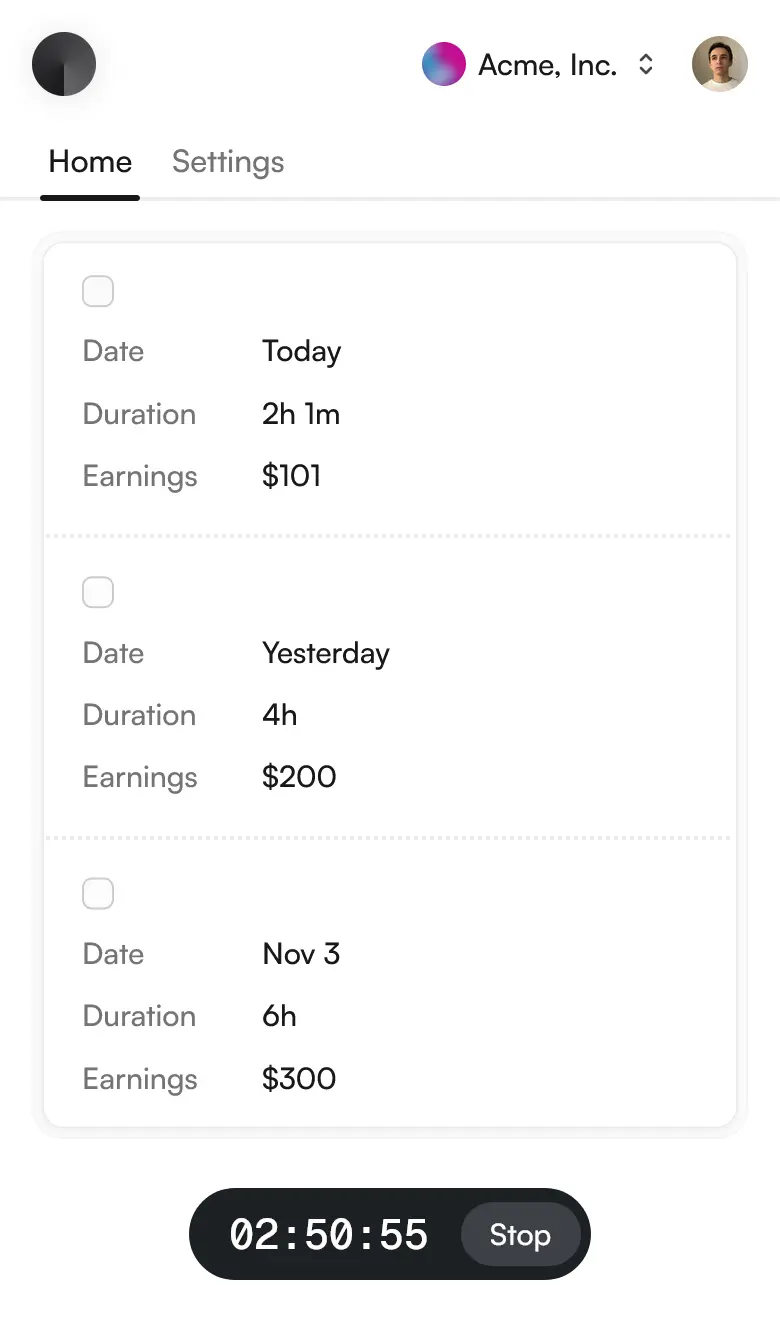 Acme, Inc.
Home Settings
Date Today
Duration 2h 1m
Earnings $101
Date Yesterday
Duration 4h
Earnings $200
Date Nov 3
Duration 6h
Earnings $300
02:50:55 Stop